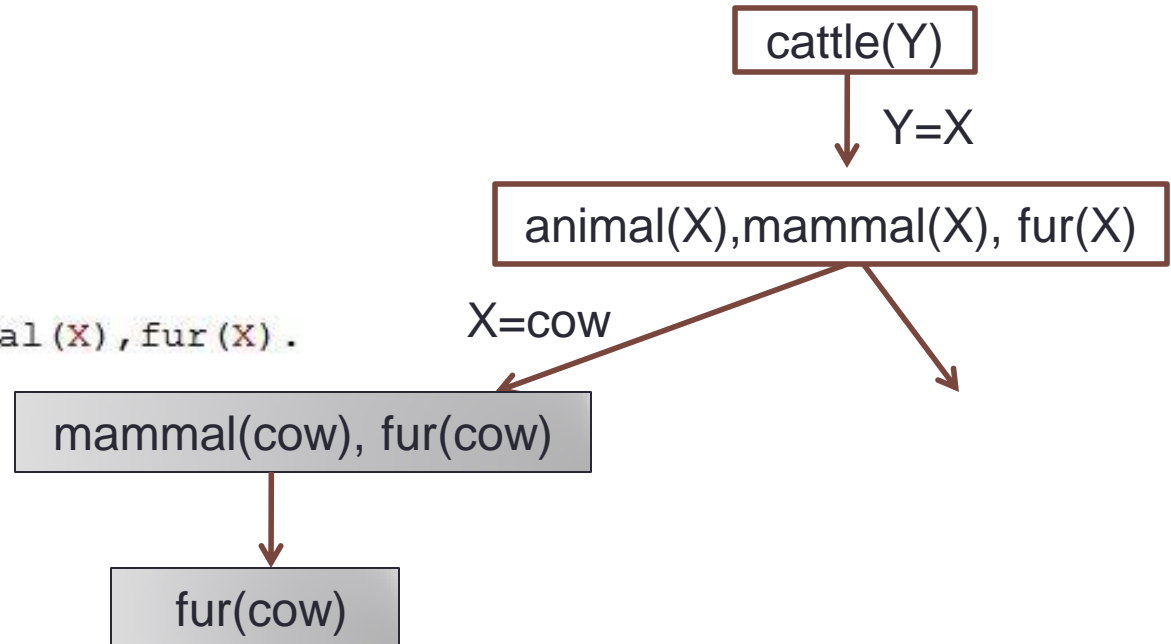 cattle(Y)
Y=X
animal(X),mammal(X), fur(X)
X=cow
al(X),fur(X).
mammal(cow), fur(cow)
fur(cow)